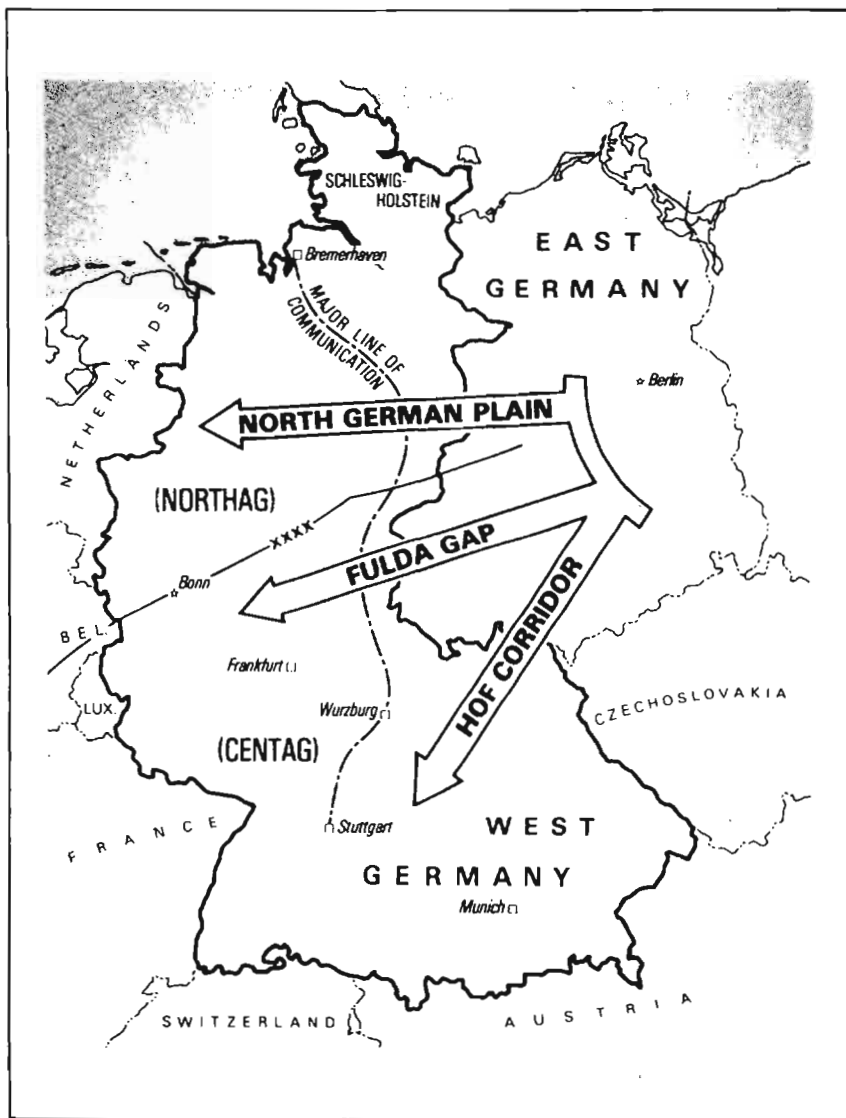 SCHLESWIG-
HOLSTEIN
Bremerhaven
EAST
GERMANY
MAJOR LINE OF
COMMUNICATION
NETHERLANDS
Berlin
NORTH GERMAN PLAIN
(NORTHAG)
XXXX
FULDA GAP
Bonn
BEL.
HOF CORRIDOR
Frankfurt
LUX.
Wurzburg
CZECHOSLOVAKIA
(CENTAG)
FRANCE
Stuttgart
WEST
GERMANY
Munich
SWITZERLAND
AUSTRIA